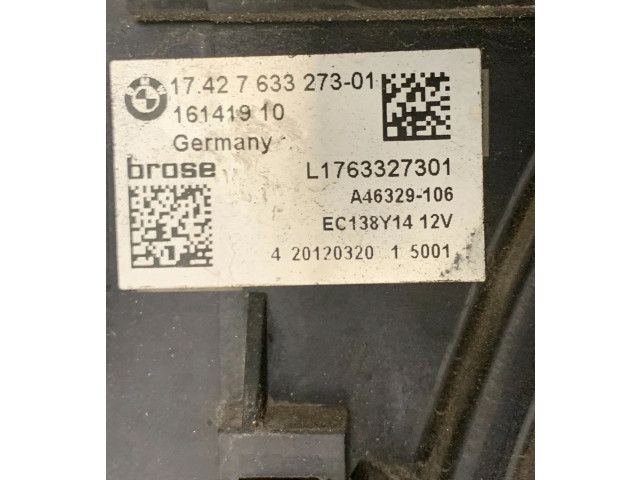 BMW
17.42 7 633 273-01
161419 10
Germany
brose
L1763327301
A46329-106
EC138Y14 12V
4 20120320 1 5001